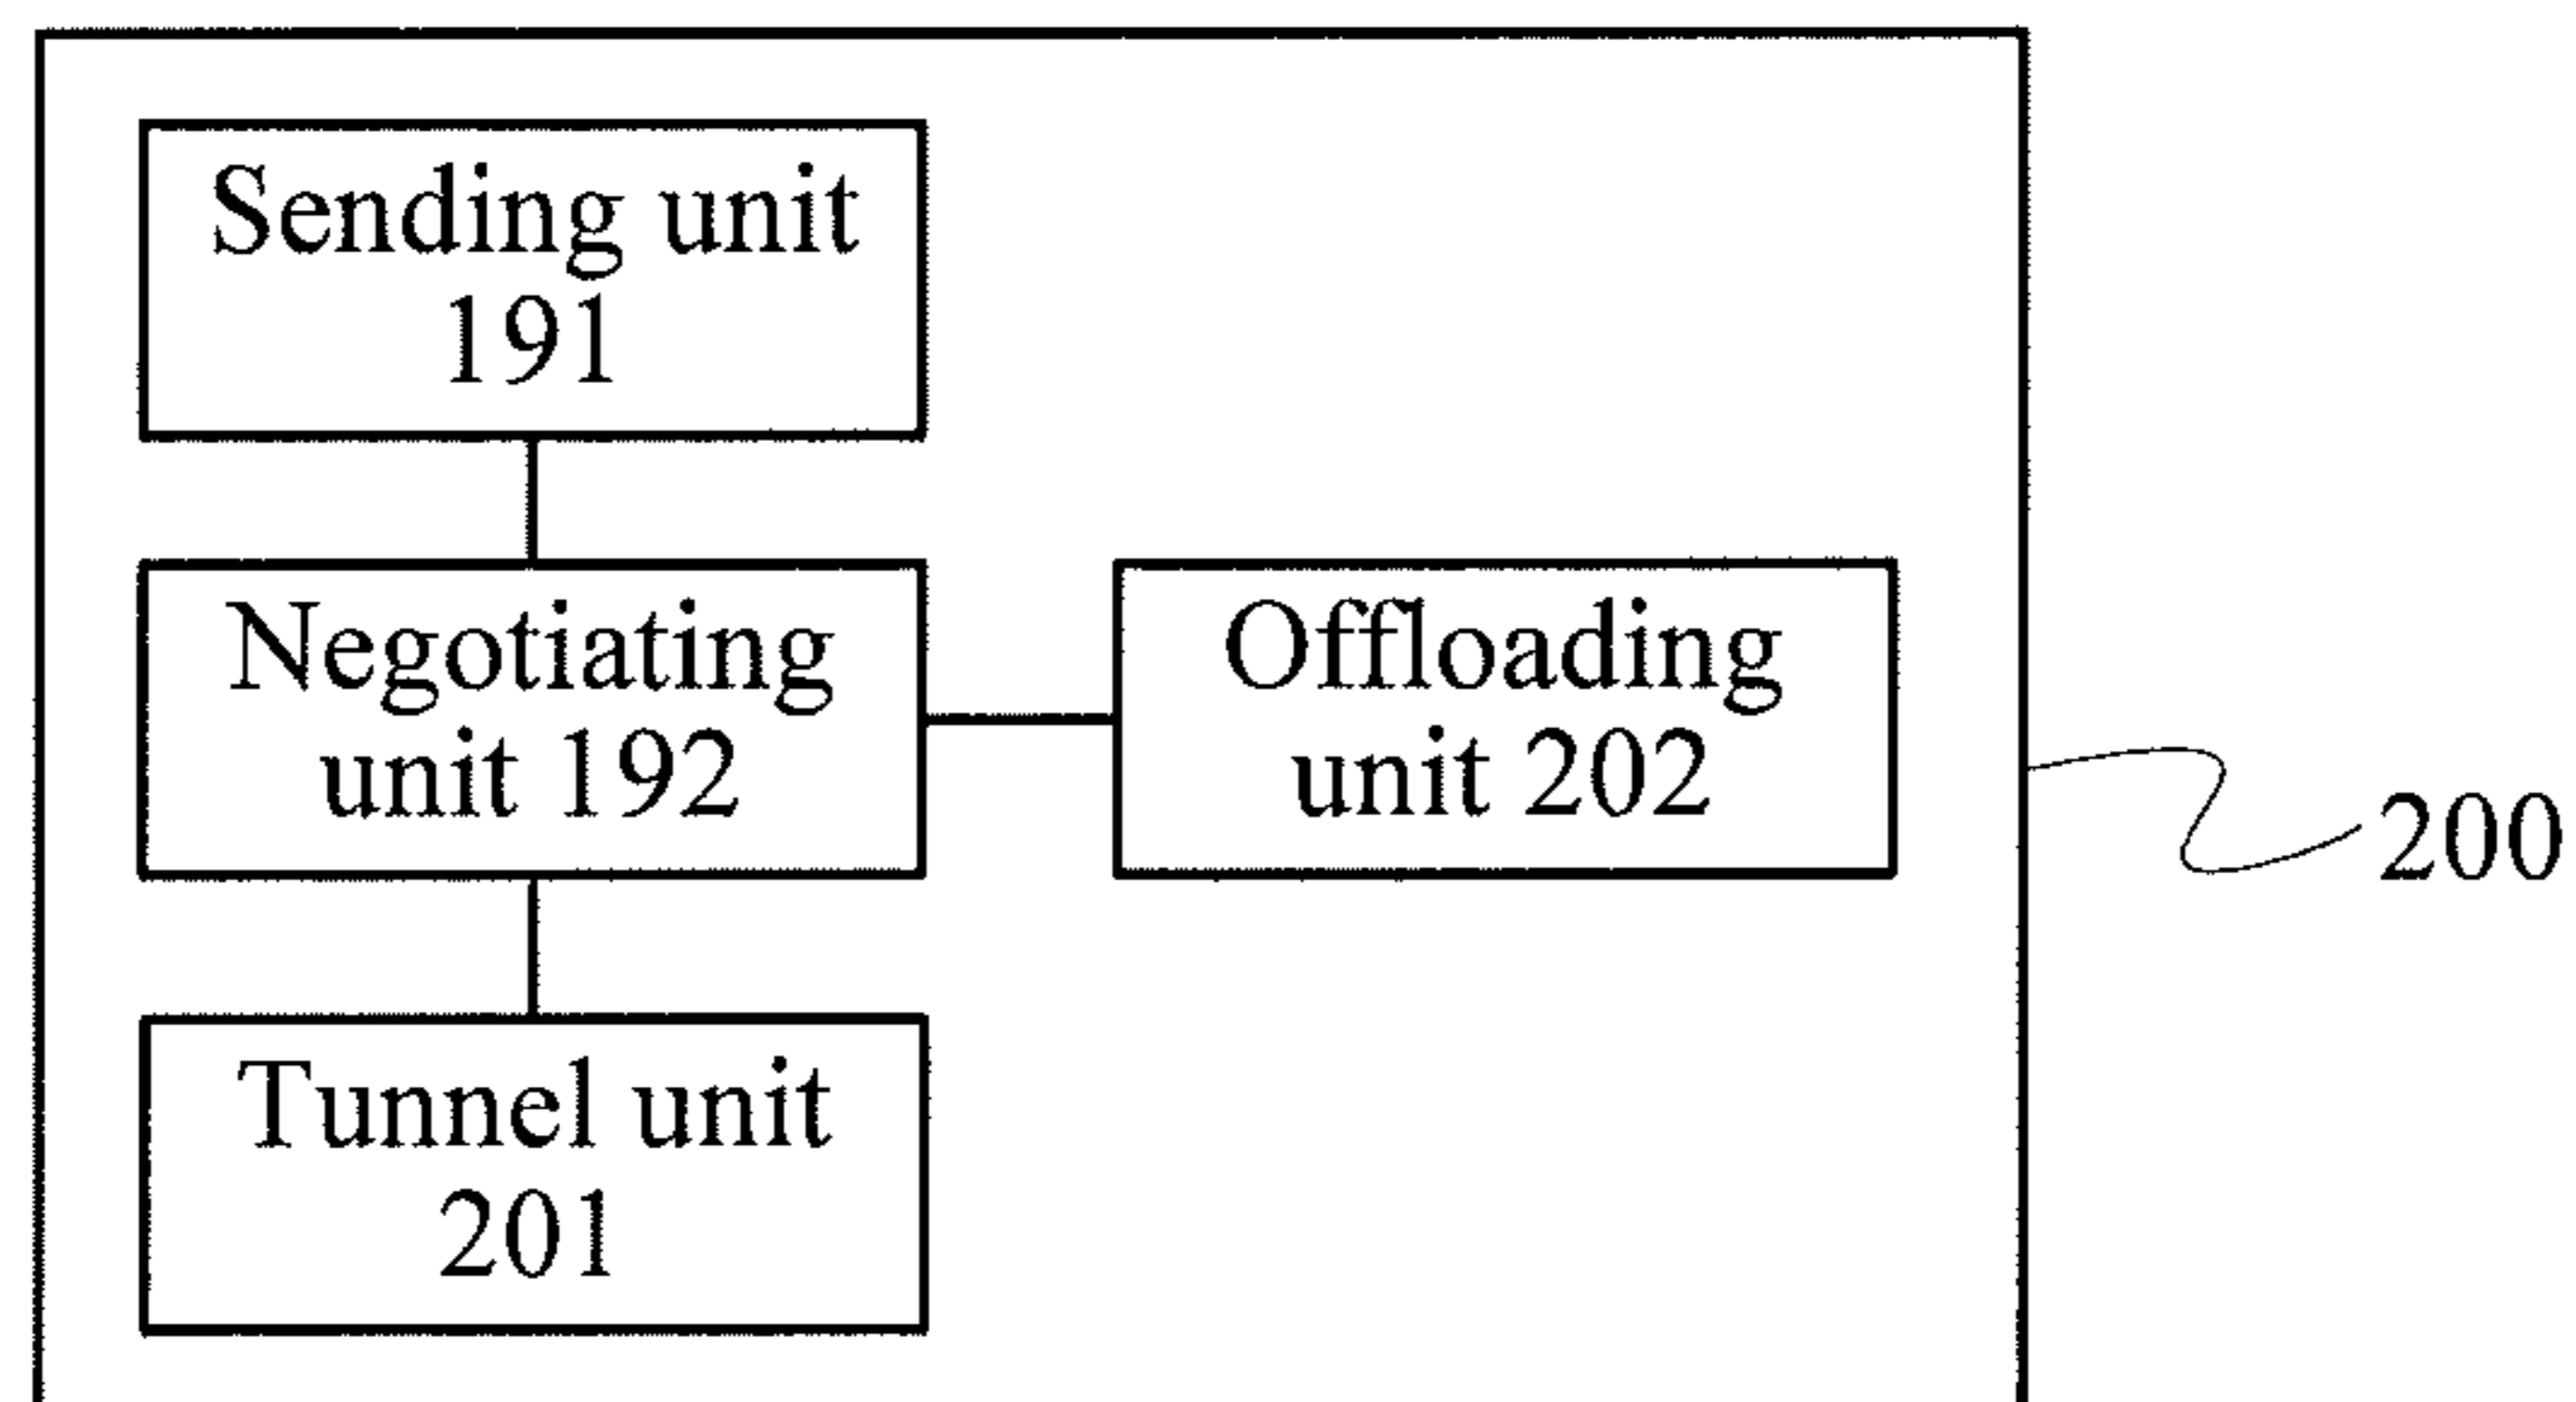 Sending unit
191
Negotiating
unit 192
Offloading
unit 202
200
Tunnel unit
201